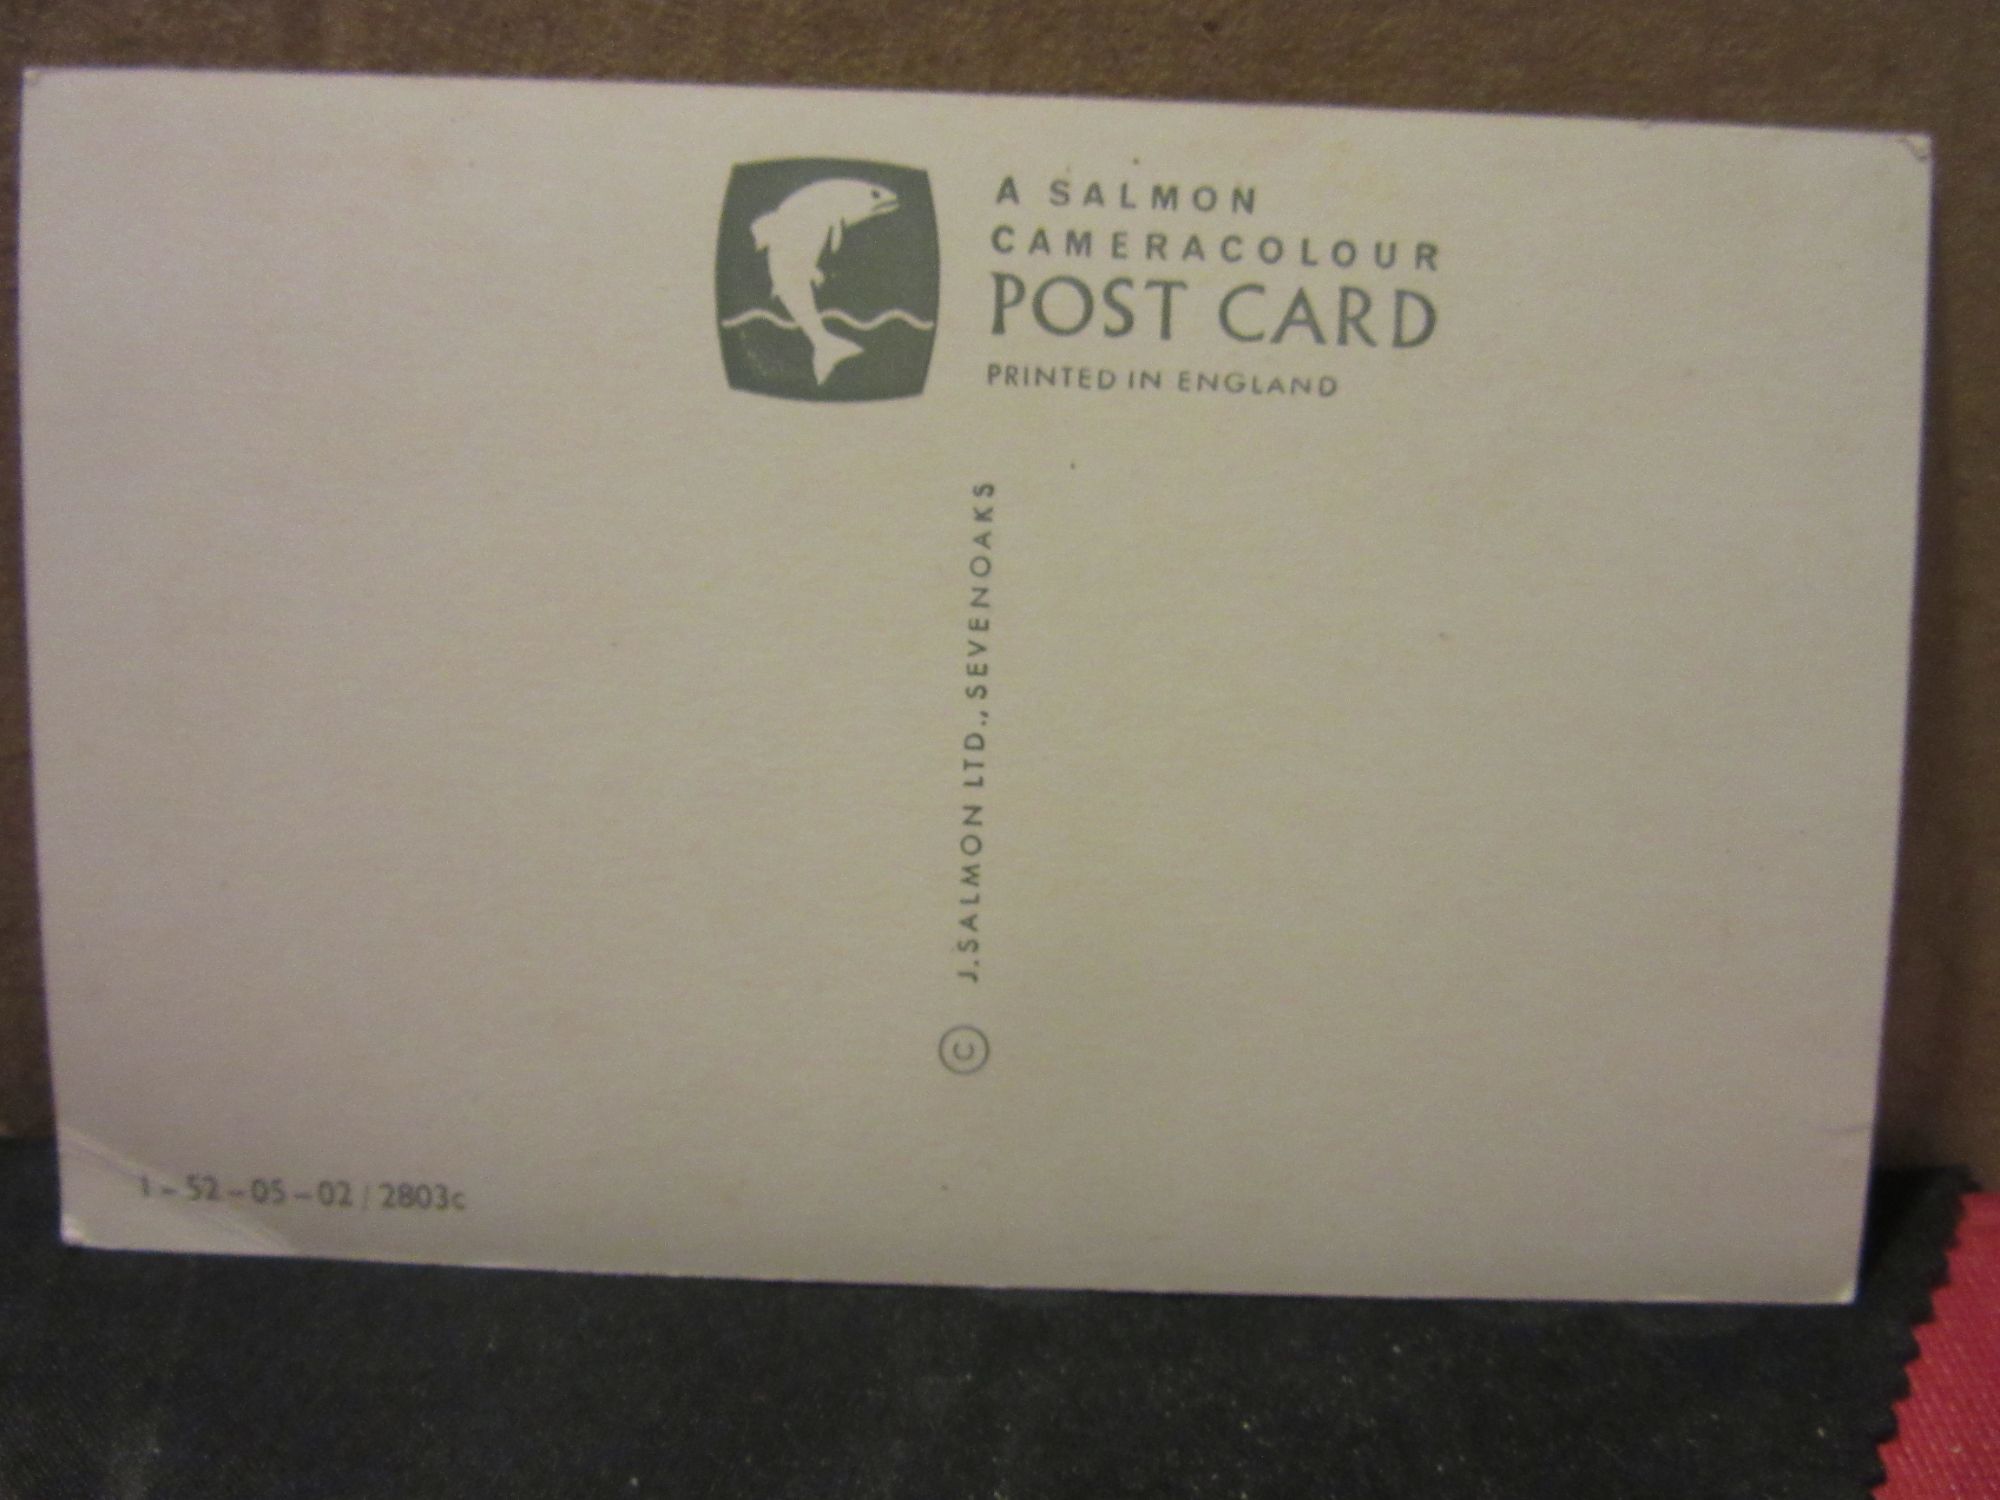 A SALMON
CAMERACOLOUR
POST CARD
PRINTED IN ENGLAND
© J. SALMON LTD., SEVENOAKS
1-52-05-02/2803c